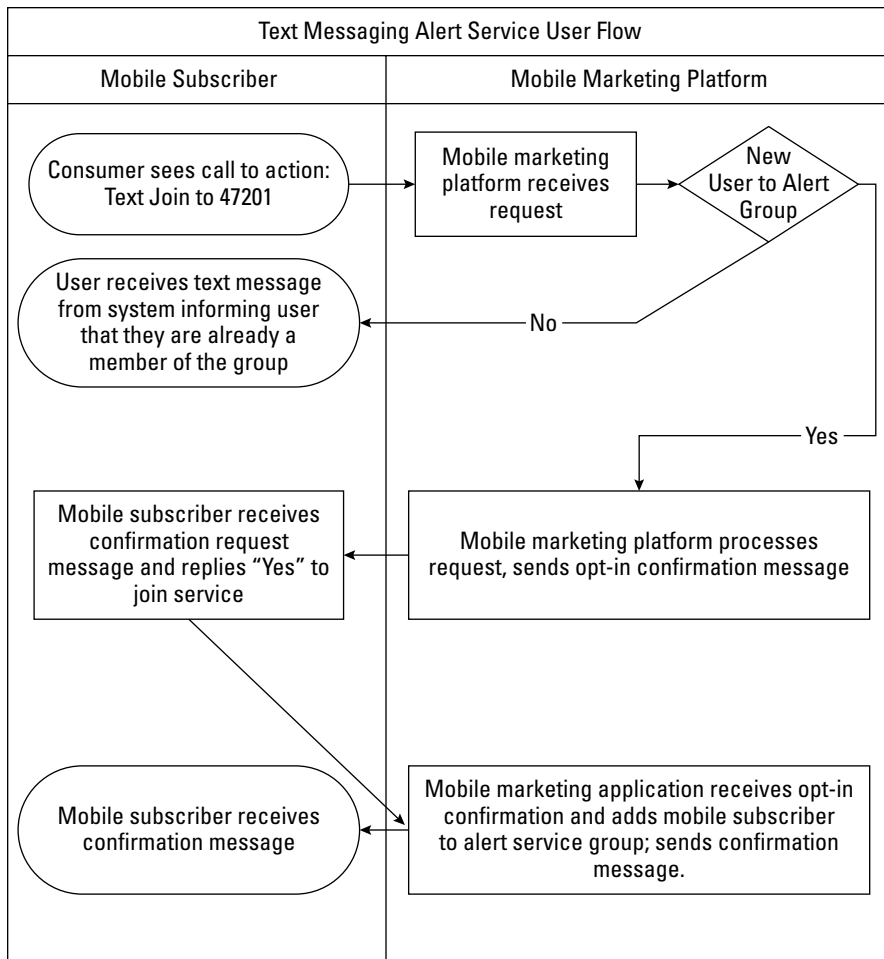 Text Messaging Alert Service User Flow
Mobile Subscriber
Mobile Marketing Platform
Consumer sees call to action:
Text Join to 47201
Mobile marketing
platform receives
request
New
User to Alert
Group
User receives text message
from system informing user
that they are already a
member of the group
No
Yes
Mobile subscriber receives
confirmation request
message and replies “Yes” to
join service
Mobile marketing platform processes
request, sends opt-in confirmation message
Mobile subscriber receives
confirmation message
Mobile marketing application receives opt-in
confirmation and adds mobile subscriber
to alert service group; sends confirmation
message.